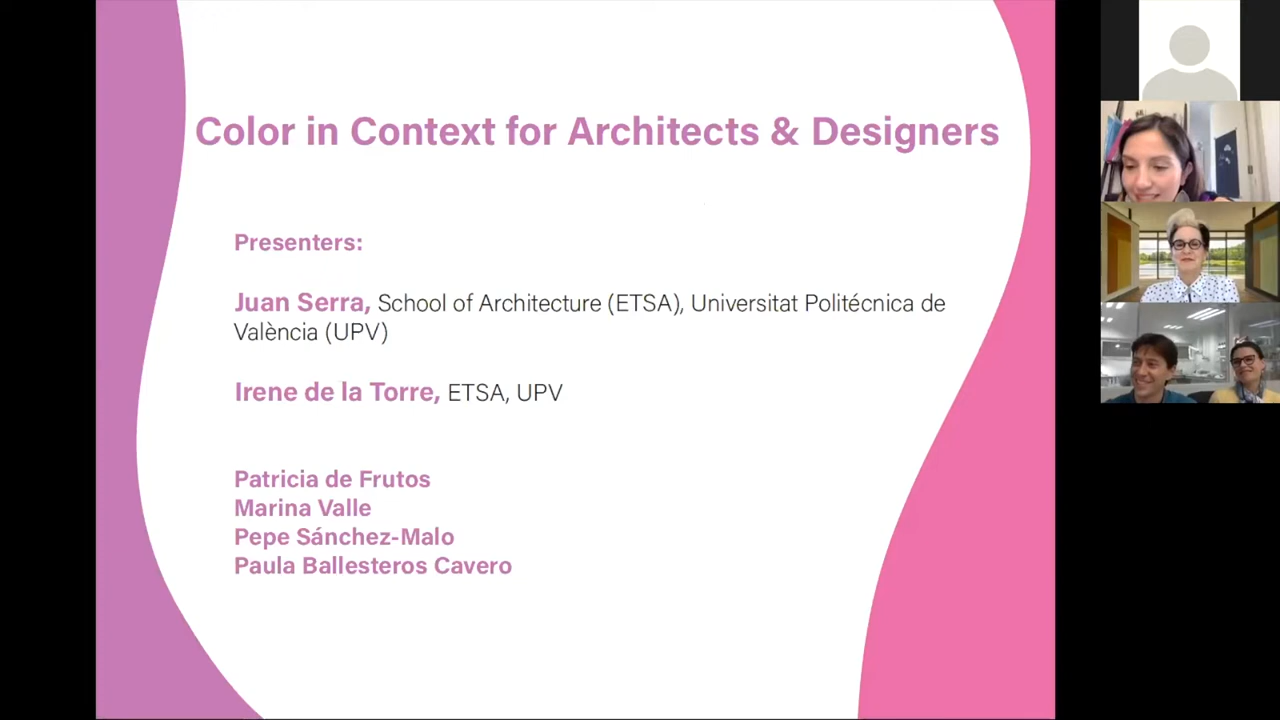 Color in Context for Architects & Designers
Presenters:
Juan Serra, School of Architecture (ETSA), Universitat Politécnica de
València (UPV)
Irene de la Torre, ETSA, UPV
Patricia de Frutos
Marina Valle
Pepe Sánchez-Malo
Paula Ballesteros Cavero